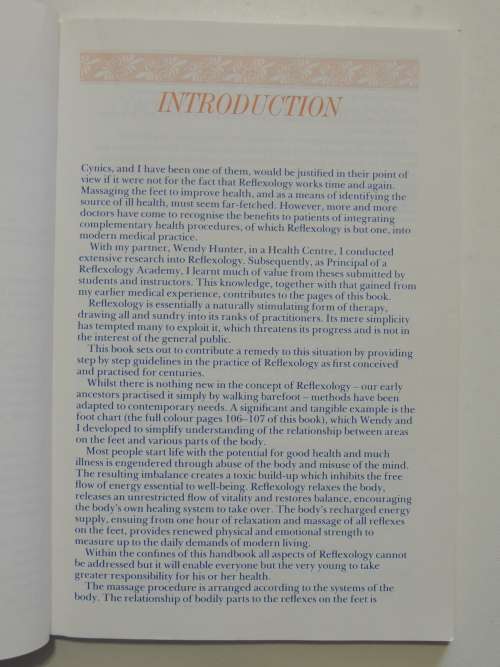 INTRODUCTION
Cynics, and I have been one of them, would be justified in their point of
view if it were not for the fact that Reflexology works time and again.
Massaging the feet to improve health, and as a means of identifying the
source of ill health, must seem far-fetched. However, more and more
doctors have come to recognise the benefits to patients of integrating
complementary health procedures, of which Reflexology is but one, into
modern medical practice.
With my partner, Wendy Hunter, in a Health Centre, I conducted
extensive research into Reflexology. Subsequently, as Principal of a
Reflexology Academy, I learnt much of value from theses submitted by
students and instructors. This knowledge, together with that gained from
my earlier medical experience, contributes to the pages of this book.
Reflexology is essentially a naturally stimulating form of therapy,
drawing all and sundry into its ranks of practitioners. Its mere simplicity
has tempted many to exploit it, which threatens its progress and is not in
the interest of the general public.
This book sets out to contribute a remedy to this situation by providing
step by step guidelines in the practice of Reflexology as first conceived
and practised for centuries.
Whilst there is nothing new in the concept of Reflexology – our early
ancestors practised it simply by walking barefoot – methods have been
adapted to contemporary needs. A significant and tangible example is the
foot chart (the full colour pages 106–107 of this book), which Wendy and
I developed to simplify understanding of the relationship between areas
on the feet and various parts of the body.
Most people start life with the potential for good health and much
illness is engendered through abuse of the body and misuse of the mind.
The resulting imbalance creates a toxic build-up which inhibits the free
flow of energy essential to well-being. Reflexology relaxes the body,
releases an unrestricted flow of vitality and restores balance, encouraging
the body's own healing system to take over. The body's recharged energy
supply, ensuing from one hour of relaxation and massage of all reflexes
on the feet, provides renewed physical and emotional strength to
measure up to the daily demands of modern living.
Within the confines of this handbook all aspects of Reflexology cannot
be addressed but it will enable everyone but the very young to take
greater responsibility for his or her health.
The massage procedure is arranged according to the systems of the
body. The relationship of bodily parts to the reflexes on the feet is